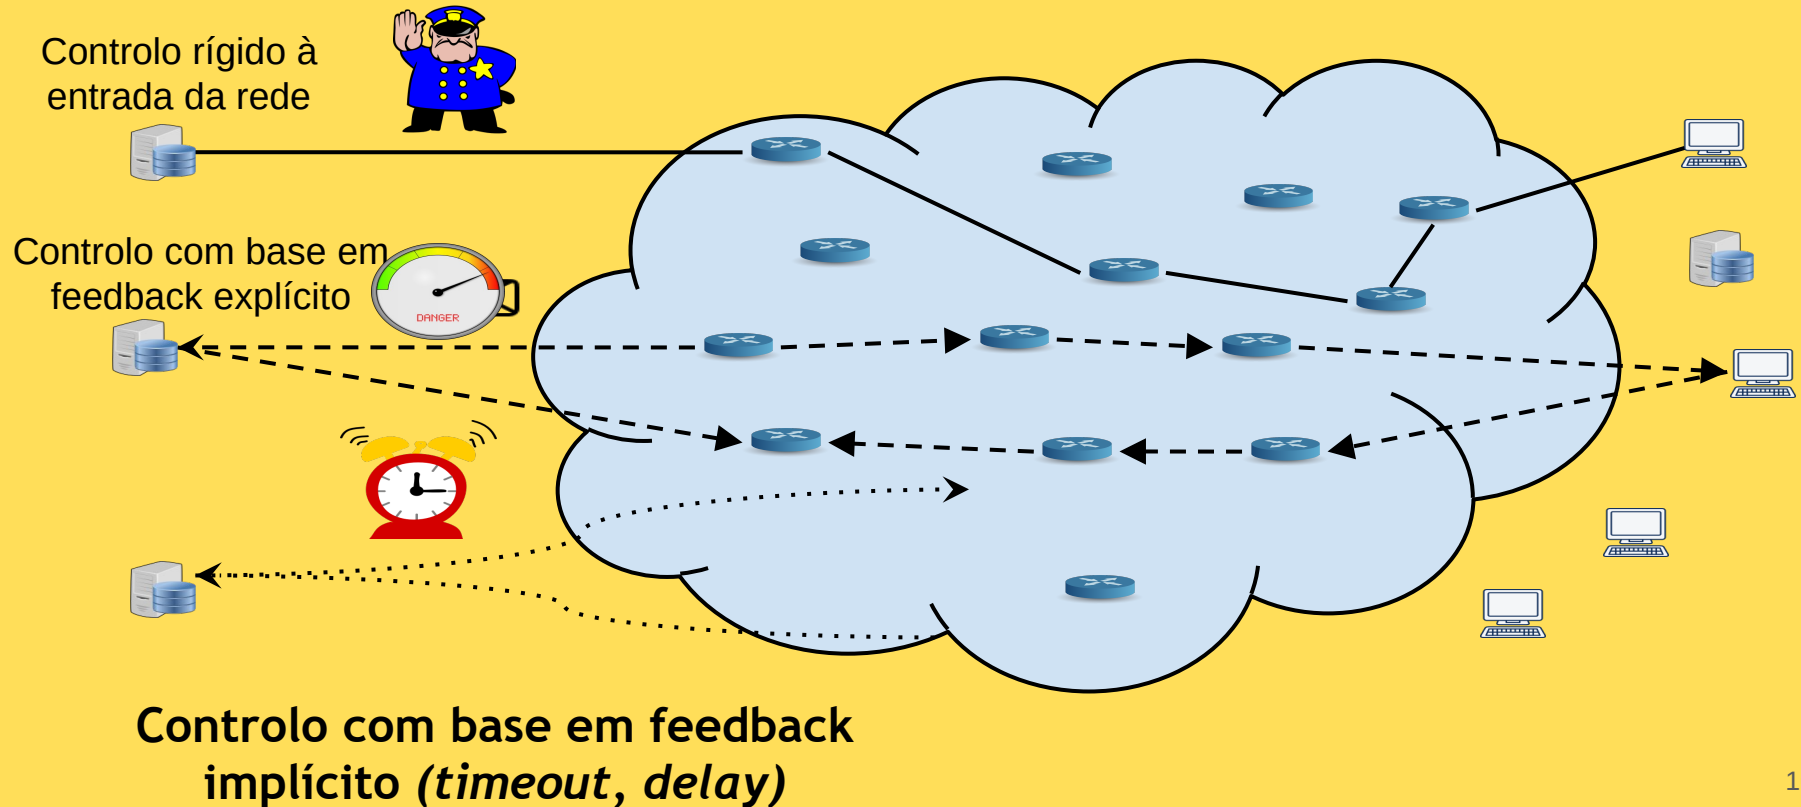 Controlo rígido à
entrada da rede
Controlo com base em
feedback explícito
DANGER
Controlo com base em feedback
implícito (timeout, delay)
1